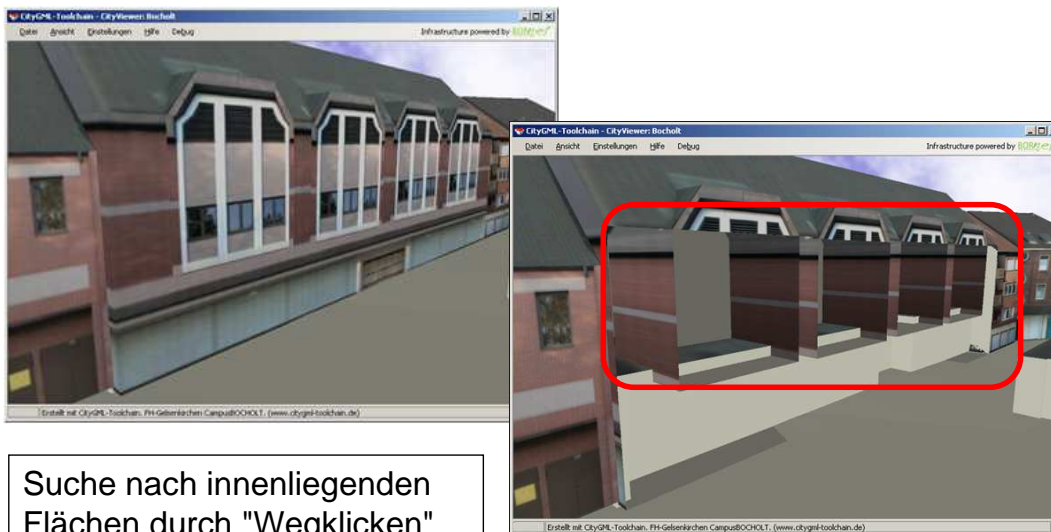 CityGML-Toolchain - CityViewer: Bocholt
Datei Ansicht Einstellungen Hilfe Debug Infrastructure powered by
Erstellt mit CityGML-Toolchain. FH-Gelsenkirchen CampusBOCHOLT. (www.citygml-toolchain.de)
CityGML-Toolchain - CityViewer: Bocholt
Datei Ansicht Einstellungen Hilfe Debug Infrastructure powered by
Erstellt mit CityGML-Toolchain. FH-Gelsenkirchen CampusBOCHOLT. (www.citygml-toolchain.de)
Suche nach innenliegenden
Flächen durch "Wegklicken"